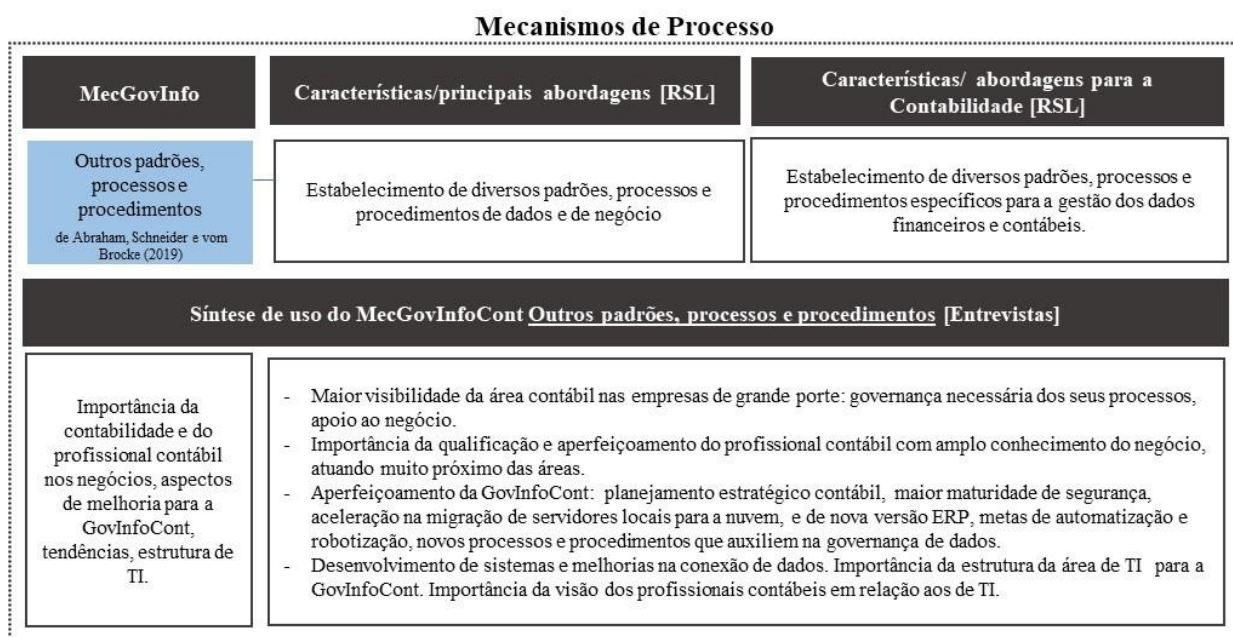 Mecanismos de Processo
MecGovInfo
Características/principais abordagens [RSL]
Características/ abordagens para a
Contabilidade [RSL]
Outros padrões,
processos e
procedimentos
de Abraham, Schneider e vom
Brocke (2019)
Estabelecimento de diversos padrões, processos e
procedimentos de dados e de negócio
Estabelecimento de diversos padrões, processos e
procedimentos específicos para a gestão dos dados
financeiros e contábeis.
Síntese de uso do MecGovInfoCont Outros padrões, processos e procedimentos [Entrevistas]
Importância da
contabilidade e do
profissional contábil
nos negócios, aspectos
de melhoria para a
GovInfoCont,
tendências, estrutura de
TI.
- Maior visibilidade da área contábil nas empresas de grande porte: governança necessária dos seus processos,
apoio ao negócio.
- Importância da qualificação e aperfeiçoamento do profissional contábil com amplo conhecimento do negócio,
atuando muito próximo das áreas.
- Aperfeiçoamento da GovInfoCont: planejamento estratégico contábil, maior maturidade de segurança,
aceleração na migração de servidores locais para a nuvem, e de nova versão ERP, metas de automatização e
robotização, novos processos e procedimentos que auxiliem na governança de dados.
- Desenvolvimento de sistemas e melhorias na conexão de dados. Importância da estrutura da área de TI para a
GovInfoCont. Importância da visão dos profissionais contábeis em relação aos de TI.